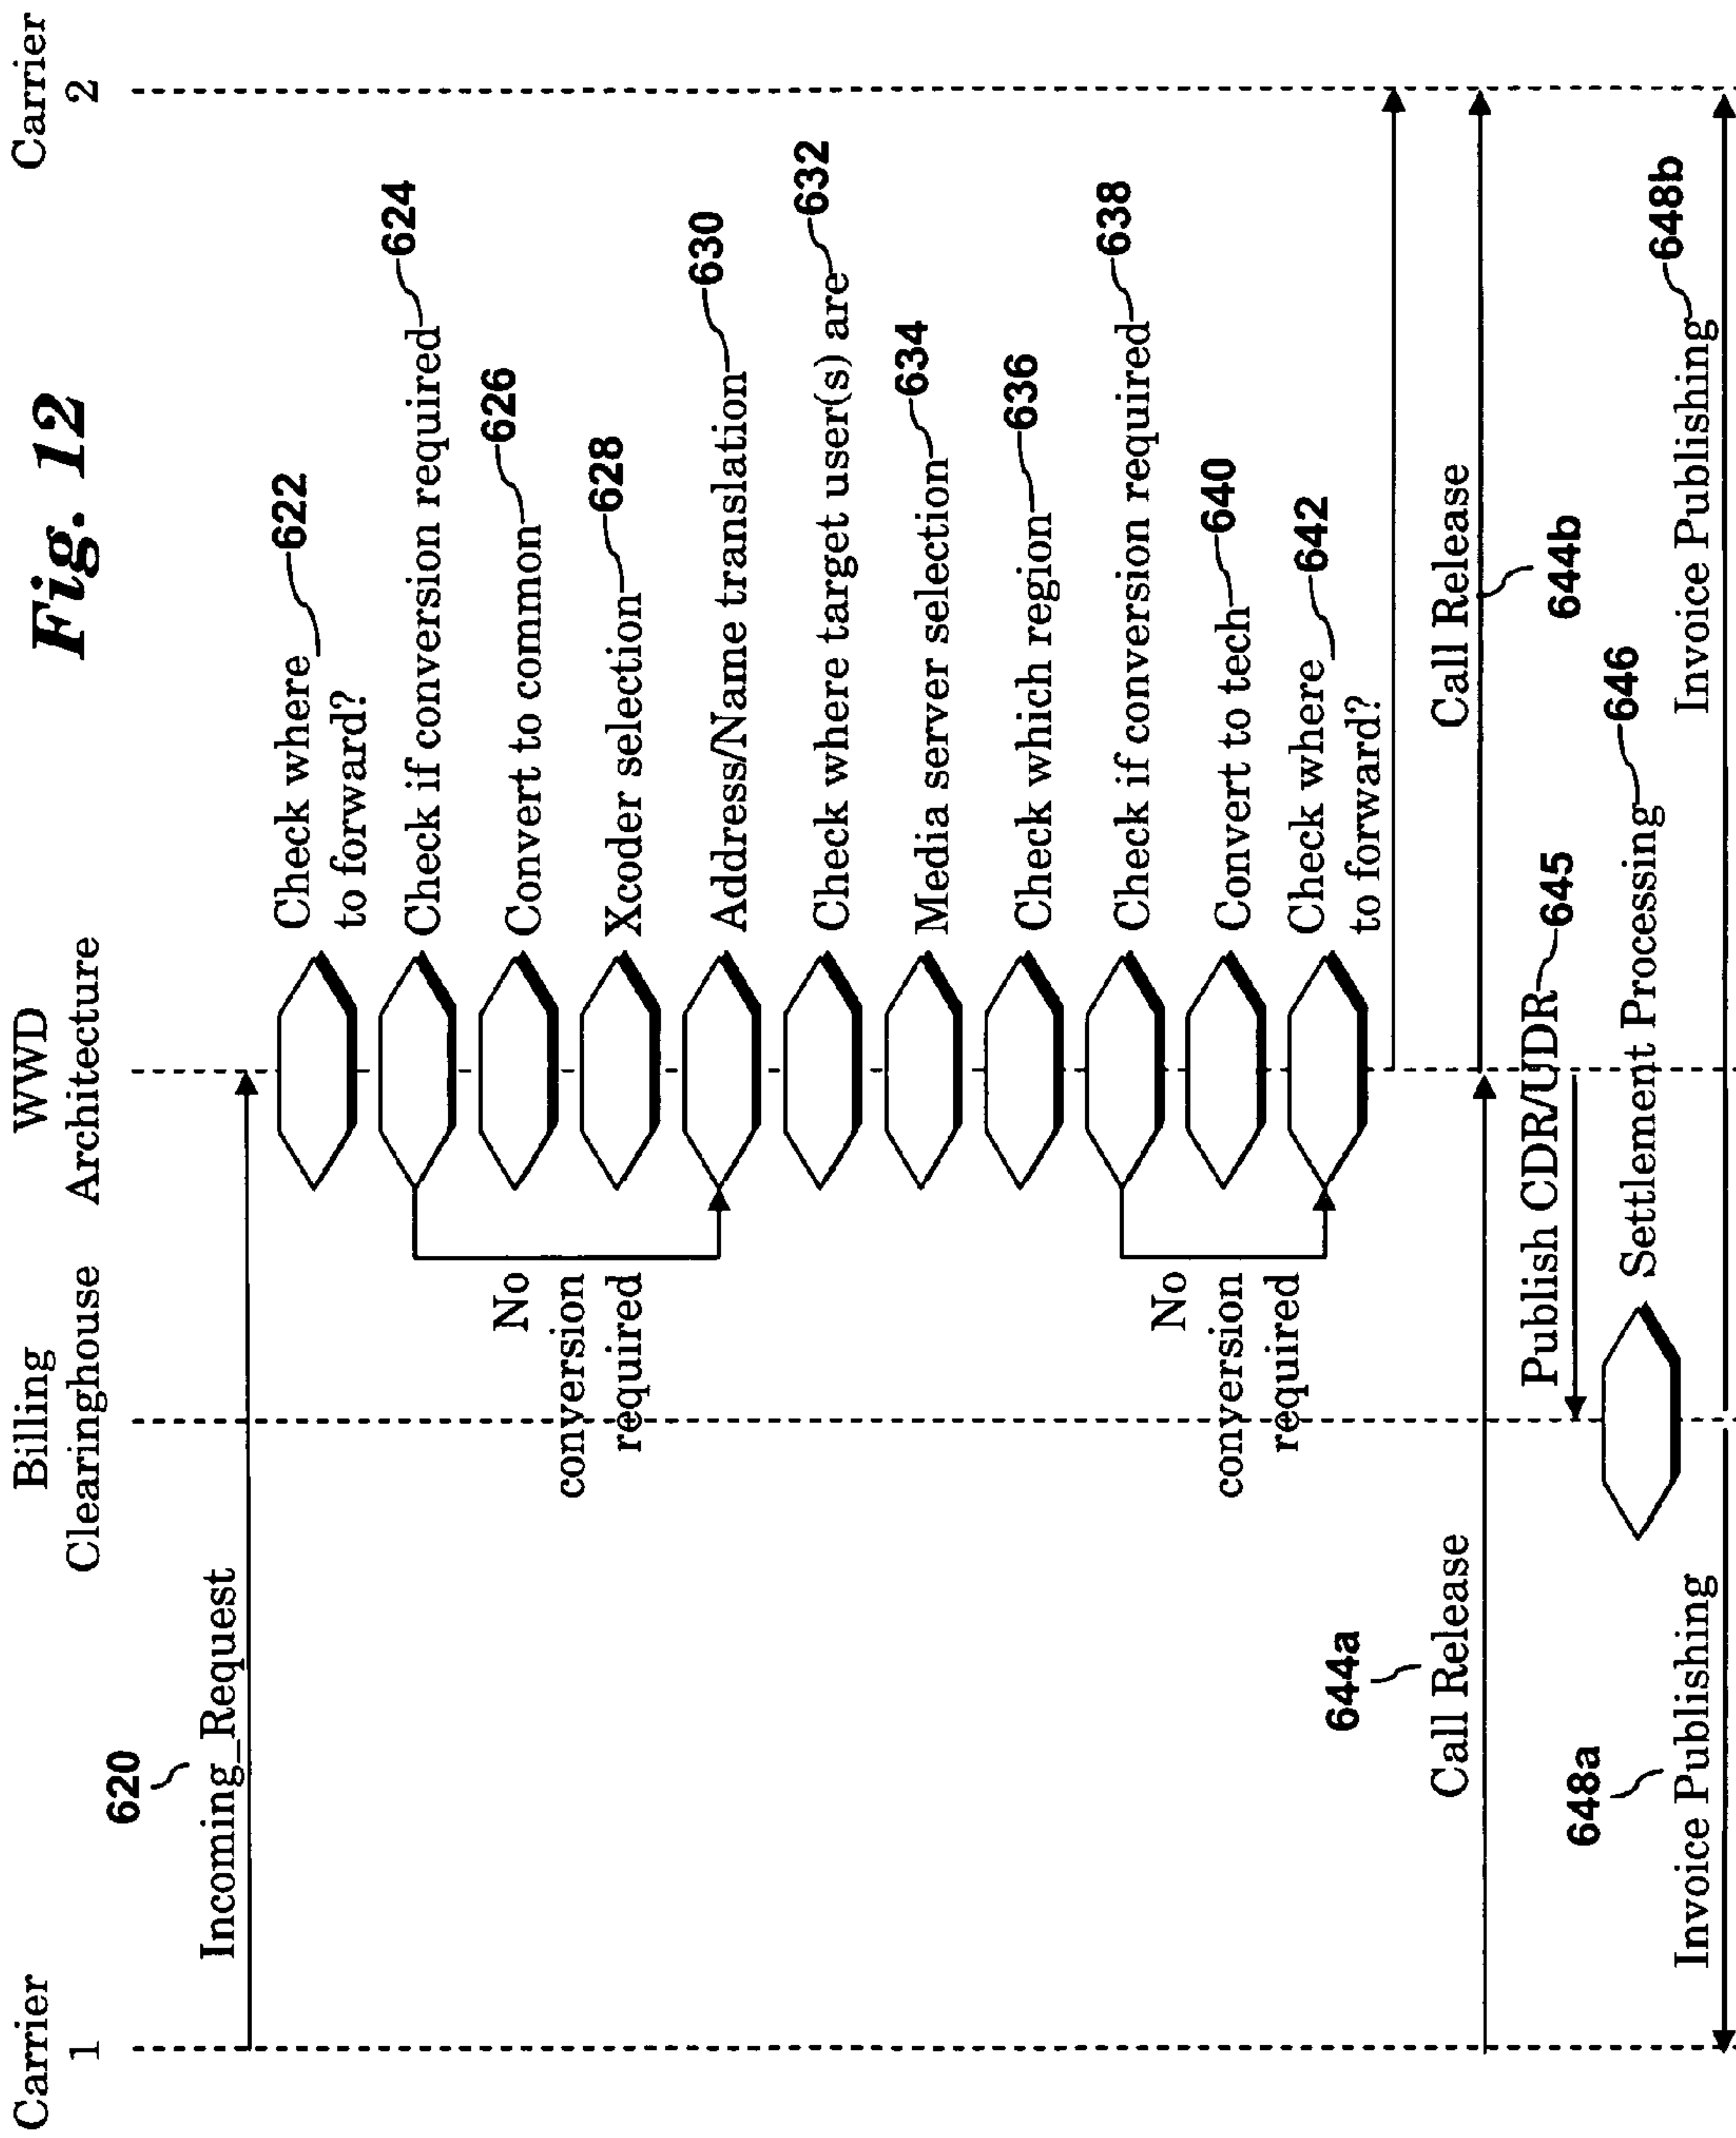 Fig. 12
Carrier
1
Billing
Clearinghouse
WWD
Architecture
Carrier
2
620
Incoming_Request
Check where
to forward?
622
Check if conversion required
624
Convert to common
626
Xcoder selection
628
No
conversion
required
Address/Name translation
630
Check where target user(s) are
632
Media server selection
634
Check which region
636
Check if conversion required
638
Convert to tech
640
No
conversion
required
Check where
to forward?
642
644a
Call Release
Call Release
644b
Publish CDR/UDR
645
Settlement Processing
646
648a
Invoice Publishing
Invoice Publishing
648b